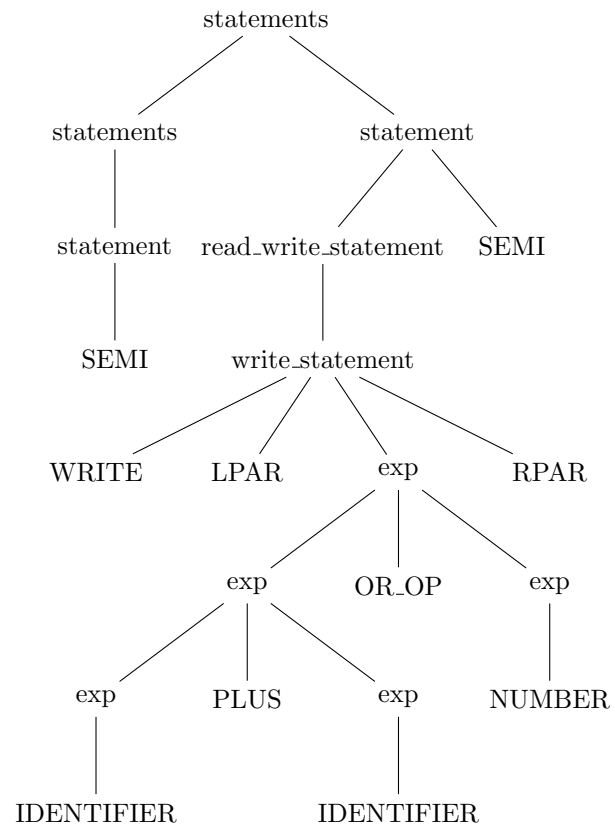 statements
statements statement
statement read_write_statement SEMI
SEMI write_statement
WRITE LPAR exp RPAR
exp OR_OP exp
exp PLUS exp NUMBER
IDENTIFIER IDENTIFIER